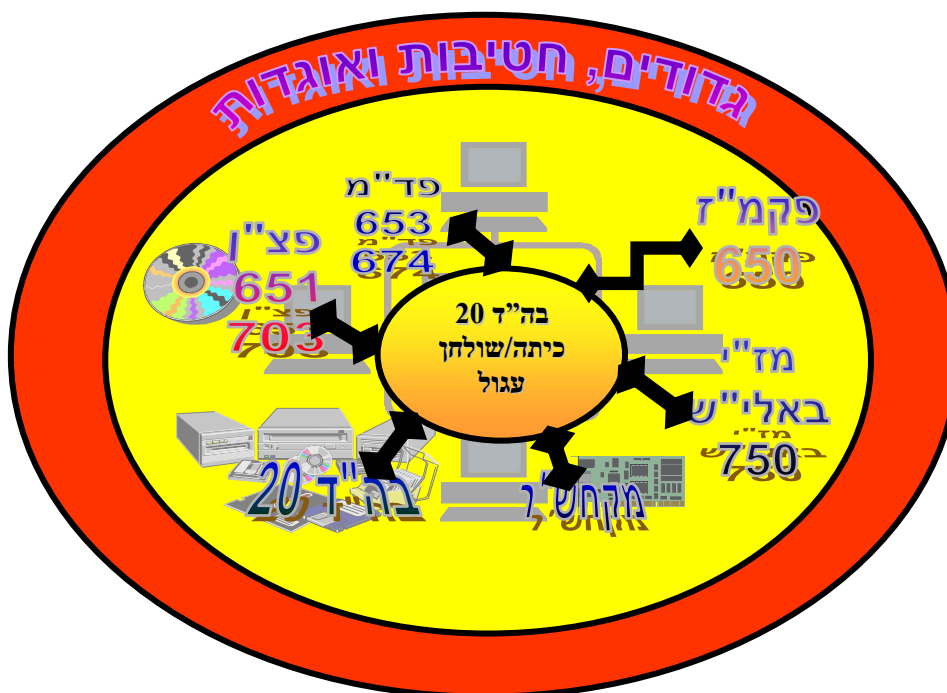 גדודים, חטיבות ואוגדות
פד"מ
653
674
פקמ"ז
650
פצ"ן
651
703
בה”ד 20
כיתה/שולחן
עגול
מז"י
באלי"ש
750
בה"ד 20
מקחש"ר